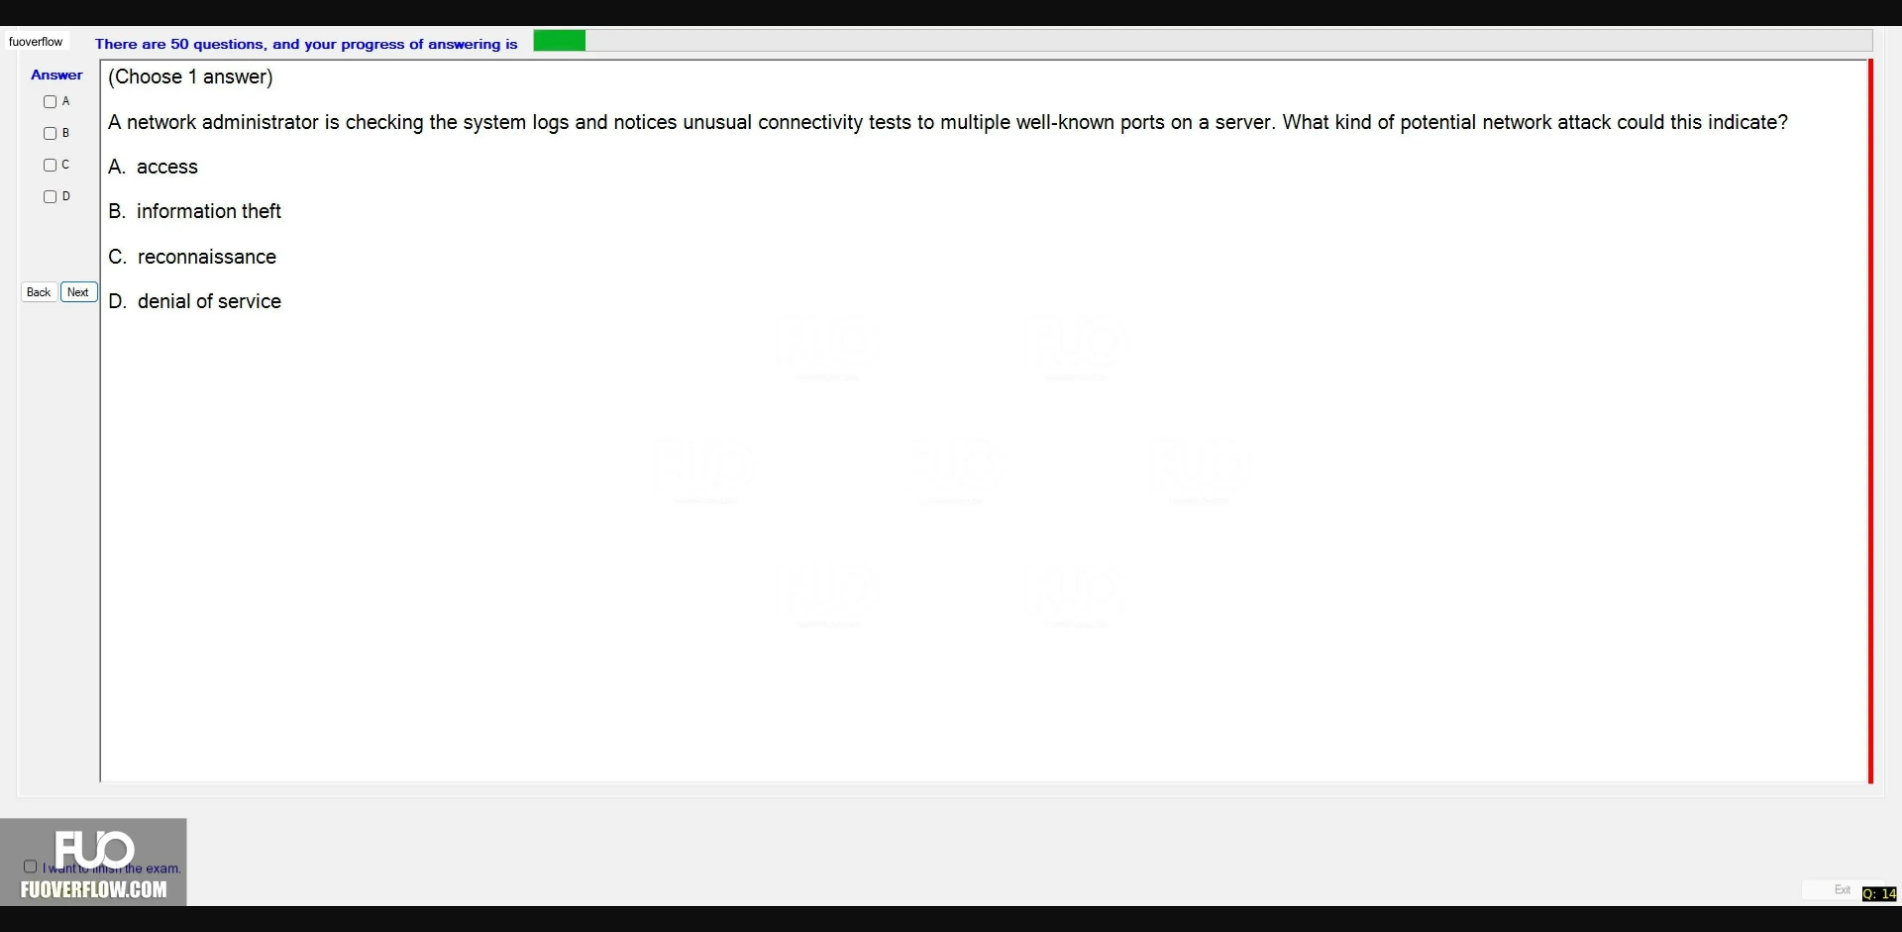 fuoverflow
There are 50 questions, and your progress of answering is
Answer
(Choose 1 answer)
A
A network administrator is checking the system logs and notices unusual connectivity tests to multiple well-known ports on a server. What kind of potential network attack could this indicate?
B
C
A. access
D
B. information theft
C. reconnaissance
Back
Next
D. denial of service
FUO
I want to finish the exam.
FUOVERFLOW.COM
Exit
Q: 14